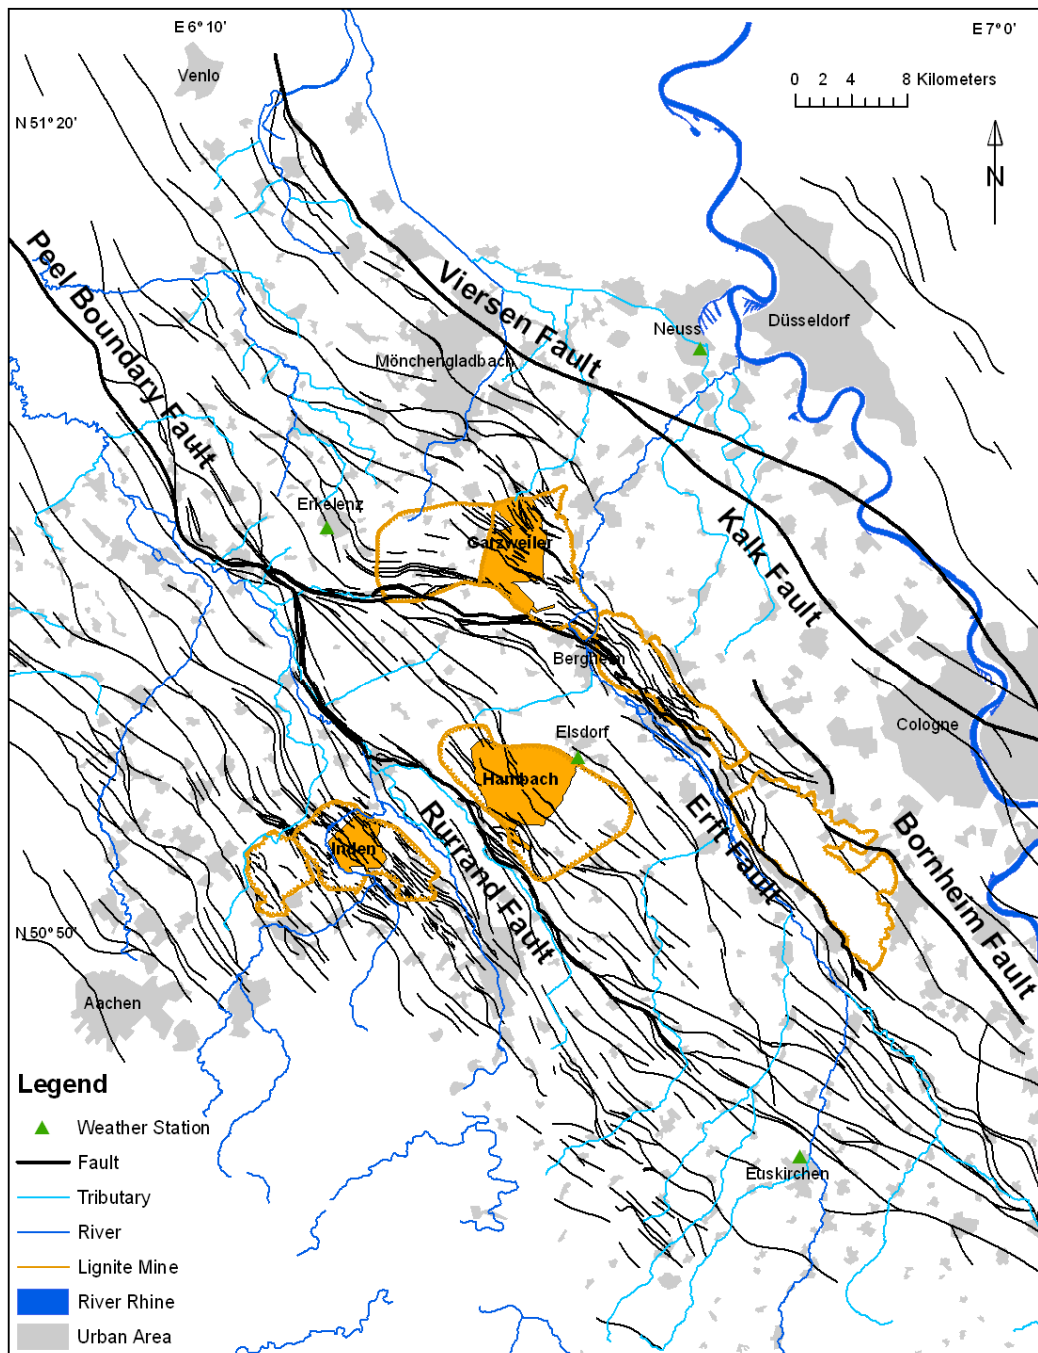 E 6° 10'
E 7° 0'
Venlo
0 2 4 8 Kilometers
N 51° 20'
N
Peel Boundary Fault
Viersen Fault
Neuss
Düsseldorf
Mönchengladbach
Erkelenz
Garzweiler
Kalk Fault
Bergheim
Elsdorf
Cologne
Hambach
Rurrand Fault
Erft Fault
Bornheim Fault
Inden
N 50° 50'
Aachen
Euskirchen
Legend
Weather Station
Fault
Tributary
River
Lignite Mine
River Rhine
Urban Area